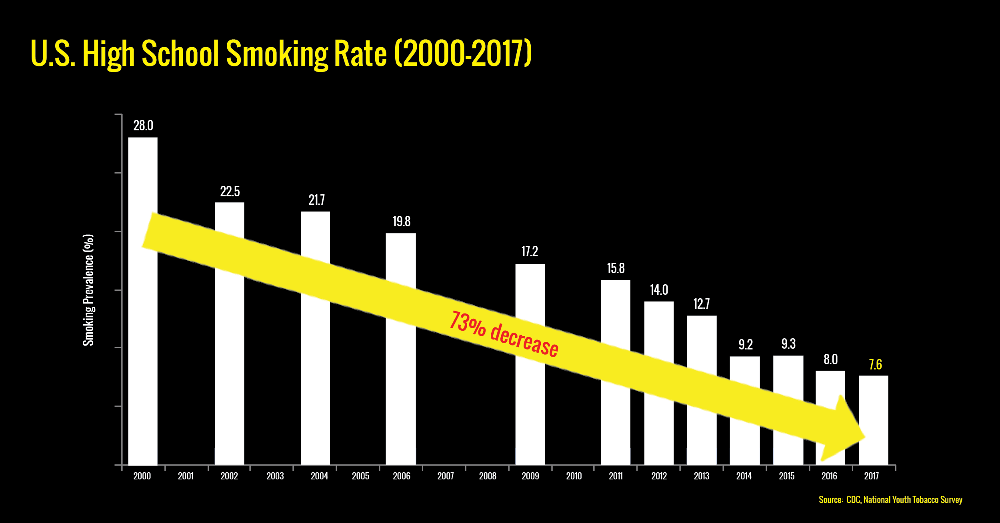 U.S. High School Smoking Rate (2000-2017)
Smoking Prevalence (%)
28.0
22.5
21.7
19.8
17.2
15.8
14.0
12.7
9.2
9.3
8.0
7.6
73% decrease
2000 2001 2002 2003 2004 2005 2006 2007 2008 2009 2010 2011 2012 2013 2014 2015 2016 2017
Source: CDC, National Youth Tobacco Survey